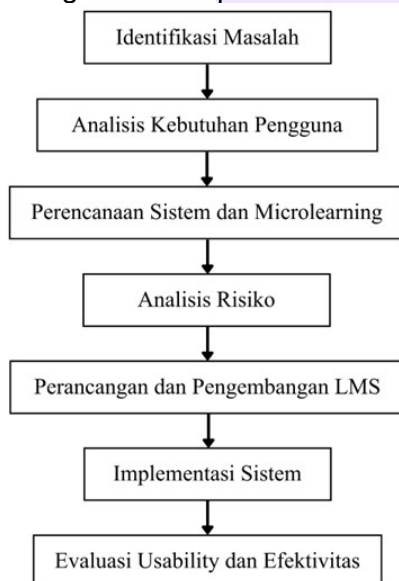 Identifikasi Masalah
Analisis Kebutuhan Pengguna
Perencanaan Sistem dan Microlearning
Analisis Risiko
Perancangan dan Pengembangan LMS
Implementasi Sistem
Evaluasi Usability dan Efektivitas